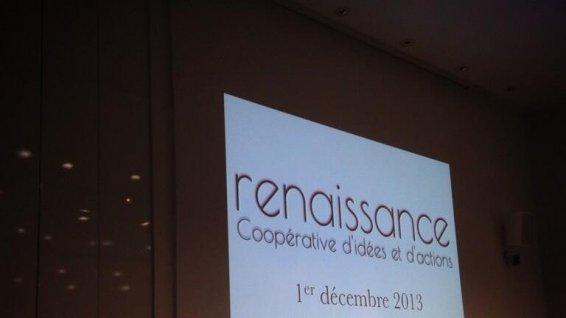 renaissance
Coopérative d'idées et d'actions
1er décembre 2013